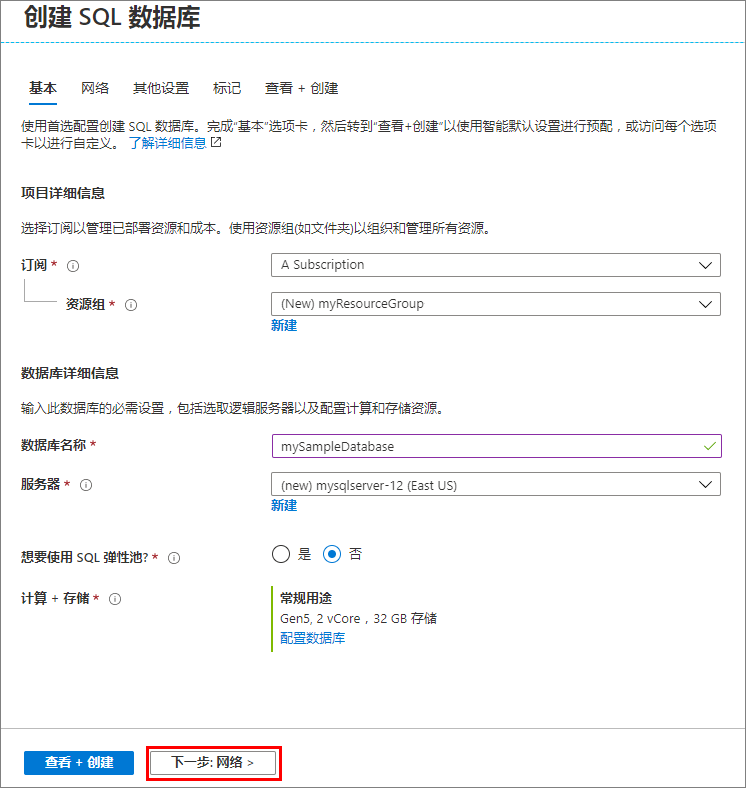 创建 SQL 数据库
基本 网络 其他设置 标记 查看 + 创建
使用首选配置创建 SQL 数据库。完成“基本”选项卡，然后转到“查看+创建”以使用智能默认设置进行预配，或访问每个选项
卡以进行自定义。 了解详细信息
项目详细信息
选择订阅以管理已部署资源和成本。使用资源组(如文件夹)以组织和管理所有资源。
订阅 * A Subscription
资源组 * (New) myResourceGroup
新建
数据库详细信息
输入此数据库的必需设置，包括选取逻辑服务器以及配置计算和存储资源。
数据库名称 * mySampleDatabase
服务器 * (new) mysqlserver-12 (East US)
新建
想要使用 SQL 弹性池? * 是 否
计算 + 存储 * 常规用途
Gen5, 2 vCore，32 GB 存储
配置数据库
查看 + 创建 下一步: 网络 >